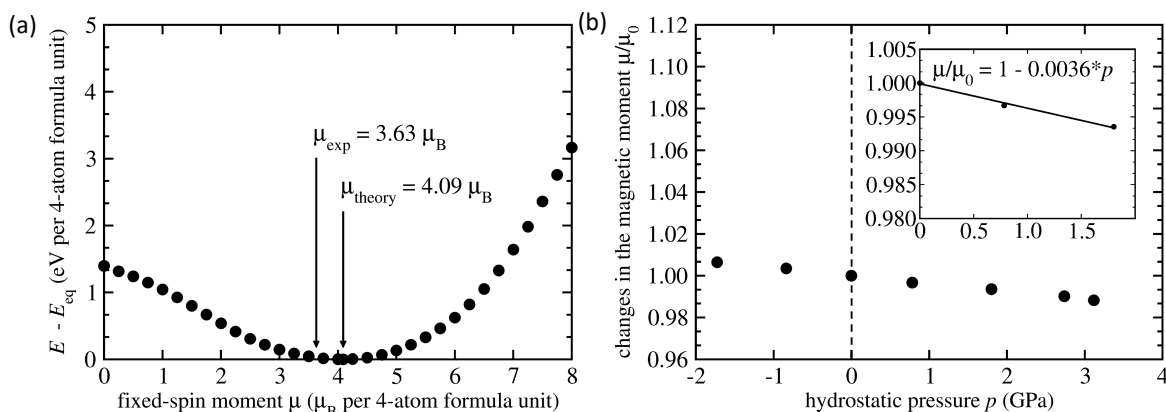 (a)
E - E_eq (eV per 4-atom formula unit)
5
4
3
2
1
0
μ_exp = 3.63 μ_B
μ_theory = 4.09 μ_B
0 1 2 3 4 5 6 7 8
fixed-spin moment μ (μ_B per 4-atom formula unit)
(b)
changes in the magnetic moment μ/μ_0
1.12
1.10
1.08
1.06
1.04
1.02
1.00
0.98
0.96
1.005
1.000
0.995
0.990
0.985
0.980
μ/μ_0 = 1 - 0.0036*p
0 0.5 1.0 1.5
-2 -1 0 1 2 3 4
hydrostatic pressure p (GPa)